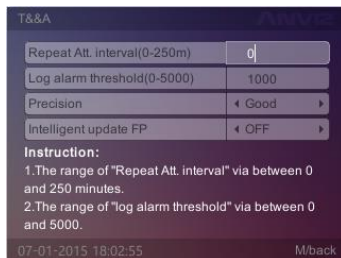 T&&A
ANVIZ
Repeat Att. interval(0-250m) 0
Log alarm threshold(0-5000) 1000
Precision Good
Intelligent update FP OFF
Instruction:
1.The range of "Repeat Att. interval" via between 0
and 250 minutes.
2.The range of "log alarm threshold" via between 0
and 5000.
07-01-2015 18:02:55 M/back